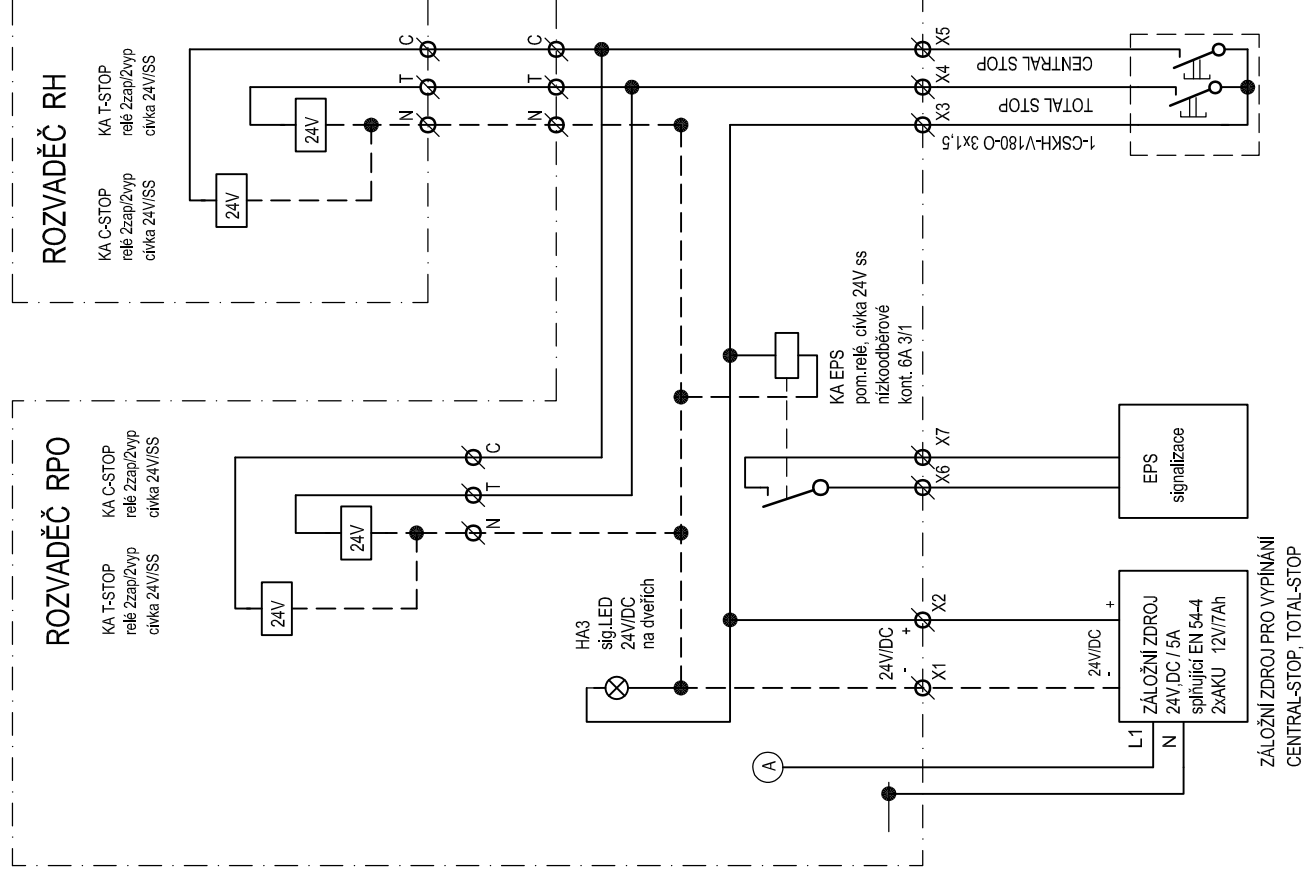 ROZVADĚČ RPO
KA T-STOP
relé 2zap/2vyp
cívka 24V/SS
KA C-STOP
relé 2zap/2vyp
cívka 24V/SS
24V
24V
N
T
C
ROZVADĚČ RH
KA C-STOP
relé 2zap/2vyp
cívka 24V/SS
KA T-STOP
relé 2zap/2vyp
cívka 24V/SS
24V
24V
N
T
C
N
T
C
HA3
sig.LED
24V/DC
na dveřích
KA EPS
pom.relé, cívka 24V ss
nízkoodběrové
kont. 6A 3/1
A
24V/DC
-
+
X1
X2
X6
X7
X3
X4
X5
1-CSKH-V180-O 3x1,5
TOTAL STOP
CENTRAL STOP
L1
N
24V/DC
-
+
ZÁLOŽNÍ ZDROJ
24V,DC / 5A
splňující EN 54-4
2xAKU 12V/7Ah
EPS
signalizace
ZÁLOŽNÍ ZDROJ PRO VYPÍNÁNÍ
CENTRAL-STOP, TOTAL-STOP